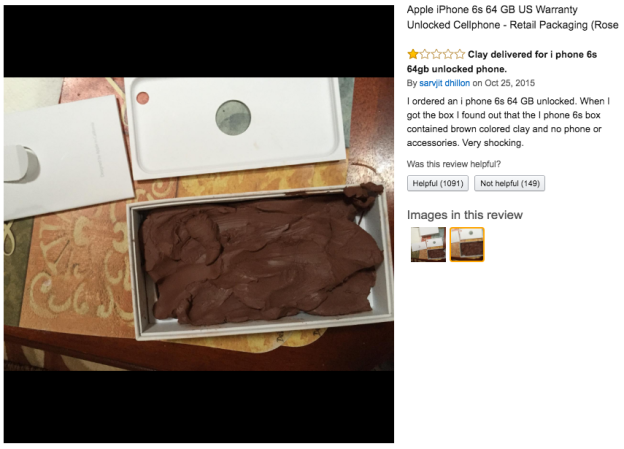 Apple iPhone 6s 64 GB US Warranty
Unlocked Cellphone - Retail Packaging (Rose
Clay delivered for i phone 6s
64gb unlocked phone.
By sarvjit dhillon on Oct 25, 2015
I ordered an i phone 6s 64 GB unlocked. When I
got the box I found out that the I phone 6s box
contained brown colored clay and no phone or
accessories. Very shocking.
Was this review helpful?
Helpful (1091) Not helpful (149)
Images in this review